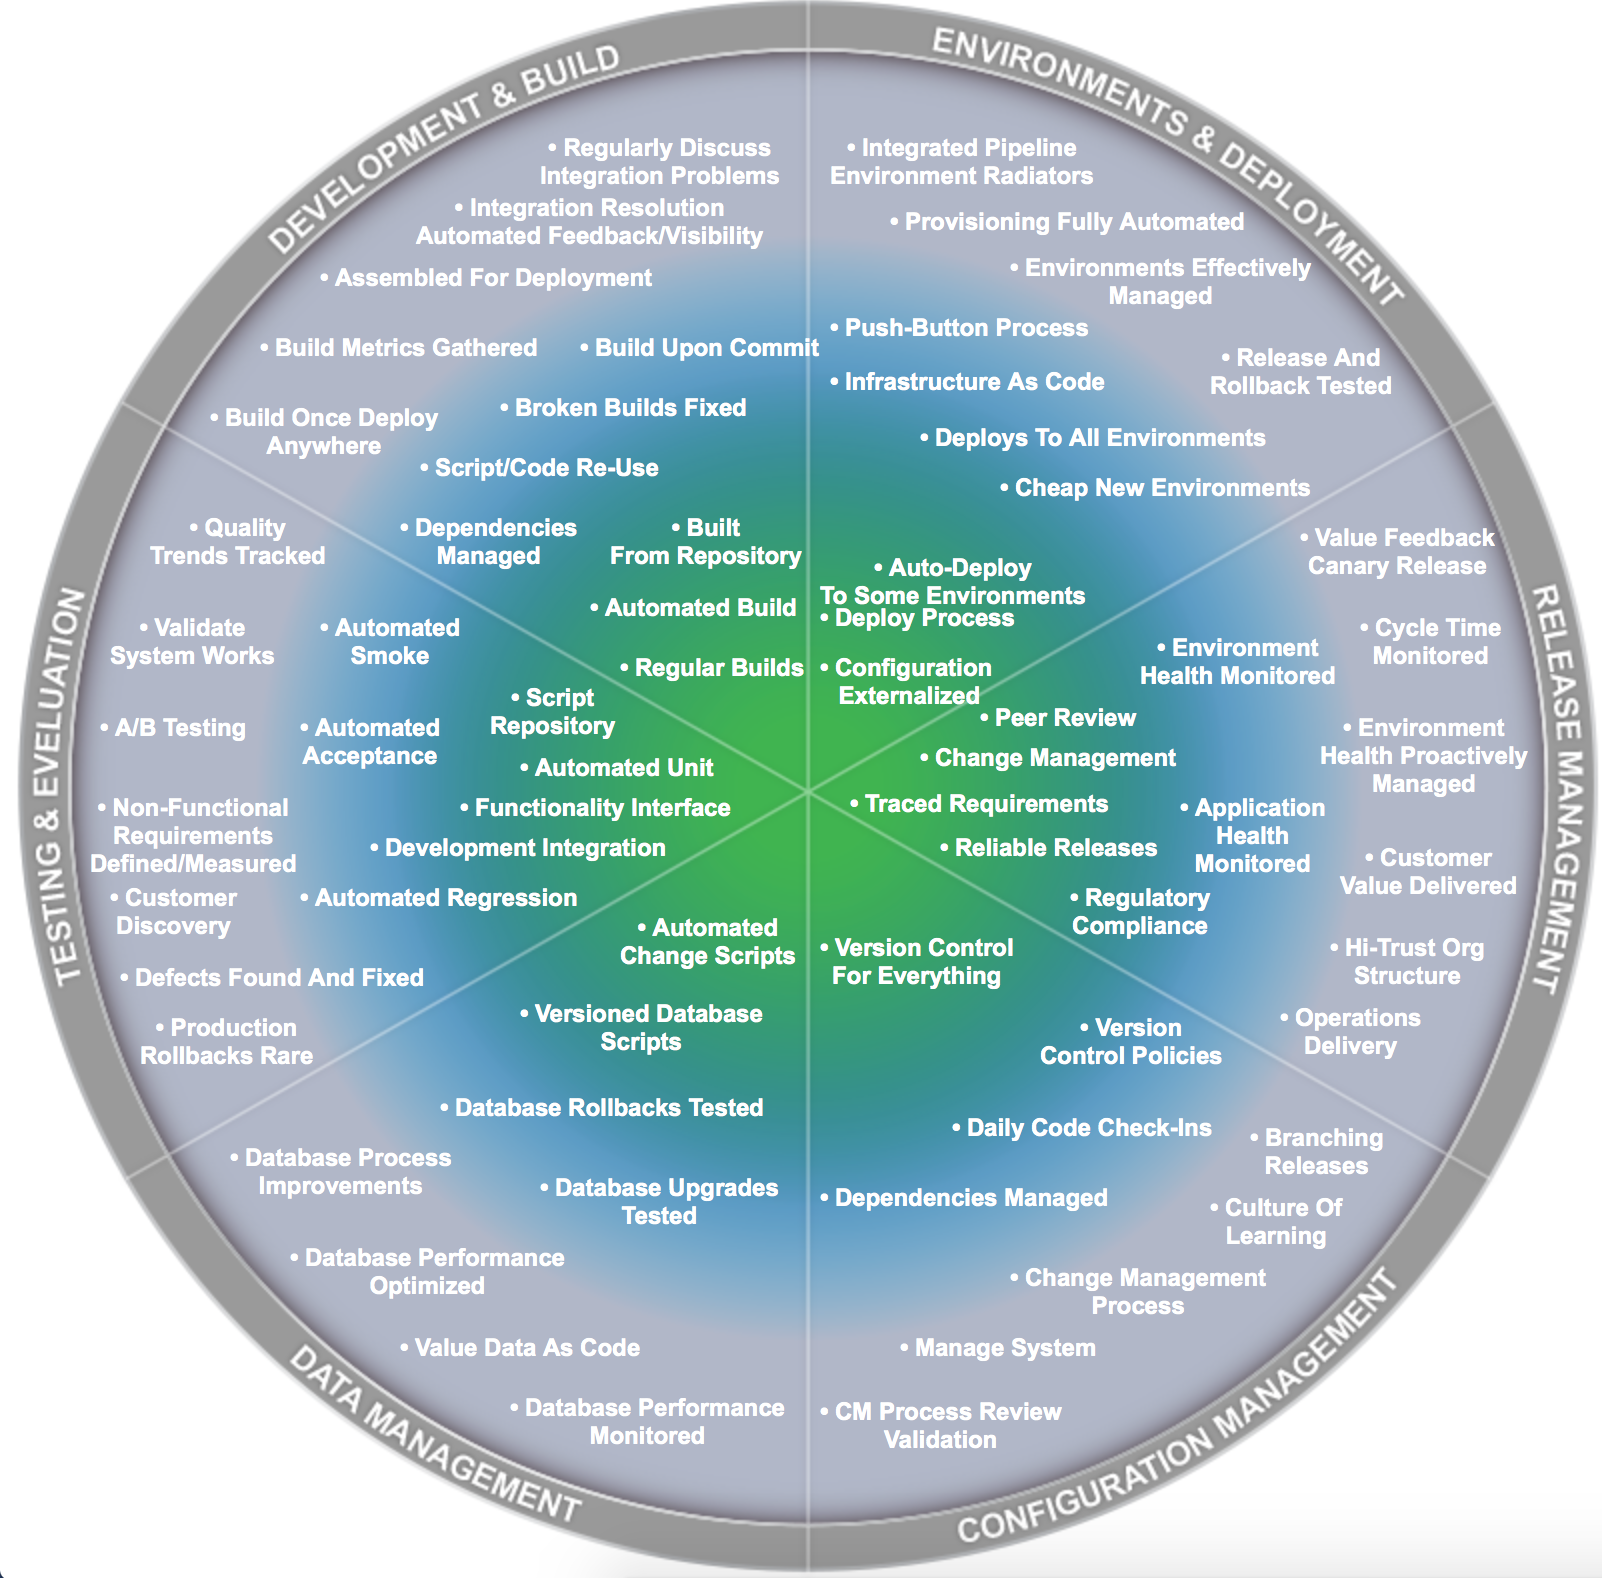 DEVELOPMENT & BUILD
• Regularly Discuss
Integration Problems
• Integration Resolution
Automated Feedback/Visibility
• Assembled For Deployment
• Build Metrics Gathered
• Build Upon Commit
• Build Once Deploy
Anywhere
• Broken Builds Fixed
• Script/Code Re-Use
• Dependencies
Managed
• Built
From Repository
• Automated Build
• Regular Builds
ENVIRONMENTS & DEPLOYMENT
• Integrated Pipeline
Environment Radiators
• Provisioning Fully Automated
• Environments Effectively
Managed
• Push-Button Process
• Release And
Rollback Tested
• Infrastructure As Code
• Deploys To All Environments
• Cheap New Environments
• Auto-Deploy
To Some Environments
• Deploy Process
• Configuration
Externalized
RELEASE MANAGEMENT
• Value Feedback
Canary Release
• Cycle Time
Monitored
• Environment
Health Monitored
• Peer Review
• Environment
Health Proactively
Managed
• Change Management
• Traced Requirements
• Application
Health
Monitored
• Reliable Releases
• Customer
Value Delivered
• Regulatory
Compliance
• Hi-Trust Org
Structure
• Operations
Delivery
CONFIGURATION MANAGEMENT
• Version Control
For Everything
• Version
Control Policies
• Daily Code Check-Ins
• Branching
Releases
• Dependencies Managed
• Culture Of
Learning
• Change Management
Process
• Manage System
• CM Process Review
Validation
DATA MANAGEMENT
• Automated
Change Scripts
• Versioned Database
Scripts
• Database Rollbacks Tested
• Database Process
Improvements
• Database Upgrades
Tested
• Database Performance
Optimized
• Value Data As Code
• Database Performance
Monitored
TESTING & EVELUATION
• Quality
Trends Tracked
• Validate
System Works
• Automated
Smoke
• Script
Repository
• A/B Testing
• Automated
Acceptance
• Automated Unit
• Non-Functional
Requirements
Defined/Measured
• Functionality Interface
• Development Integration
• Customer
Discovery
• Automated Regression
• Defects Found And Fixed
• Production
Rollbacks Rare